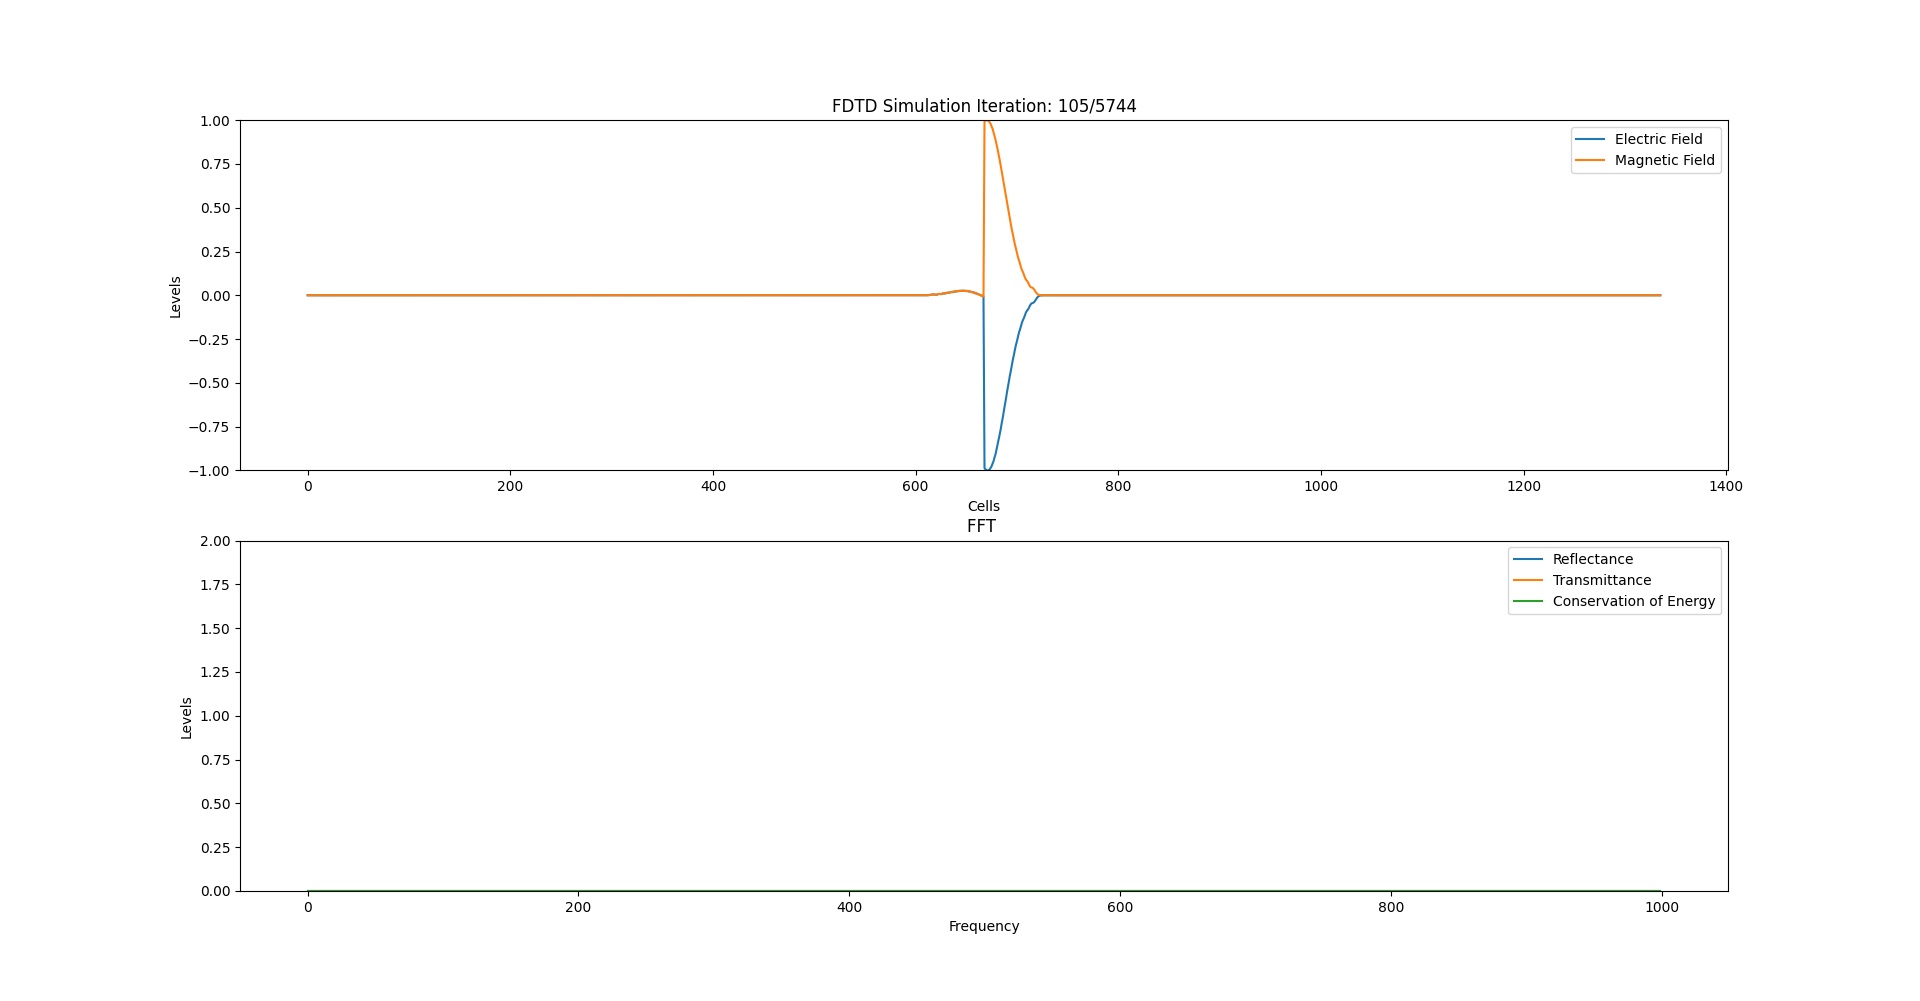 FDTD Simulation Iteration: 105/5744
1.00
0.75
0.50
0.25
0.00
−0.25
−0.50
−0.75
−1.00
Levels
Electric Field
Magnetic Field
0 200 400 600 800 1000 1200 1400
Cells
FFT
2.00
1.75
1.50
1.25
1.00
0.75
0.50
0.25
0.00
Levels
Reflectance
Transmittance
Conservation of Energy
0 200 400 600 800 1000
Frequency